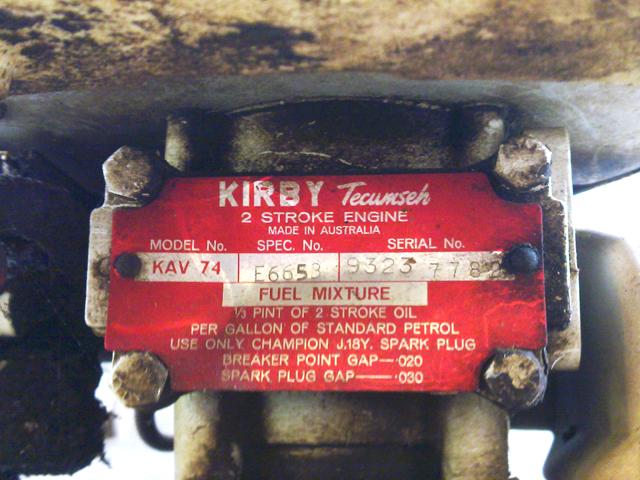 KIRBY Tecumseh
2 STROKE ENGINE
MADE IN AUSTRALIA
MODEL No. SPEC. No. SERIAL No.
KAV 74 E6653 9323
FUEL MIXTURE
⅓ PINT OF 2 STROKE OIL
PER GALLON OF STANDARD PETROL
USE ONLY CHAMPION J.18Y. SPARK PLUG
BREAKER POINT GAP—·020
SPARK PLUG GAP—·030